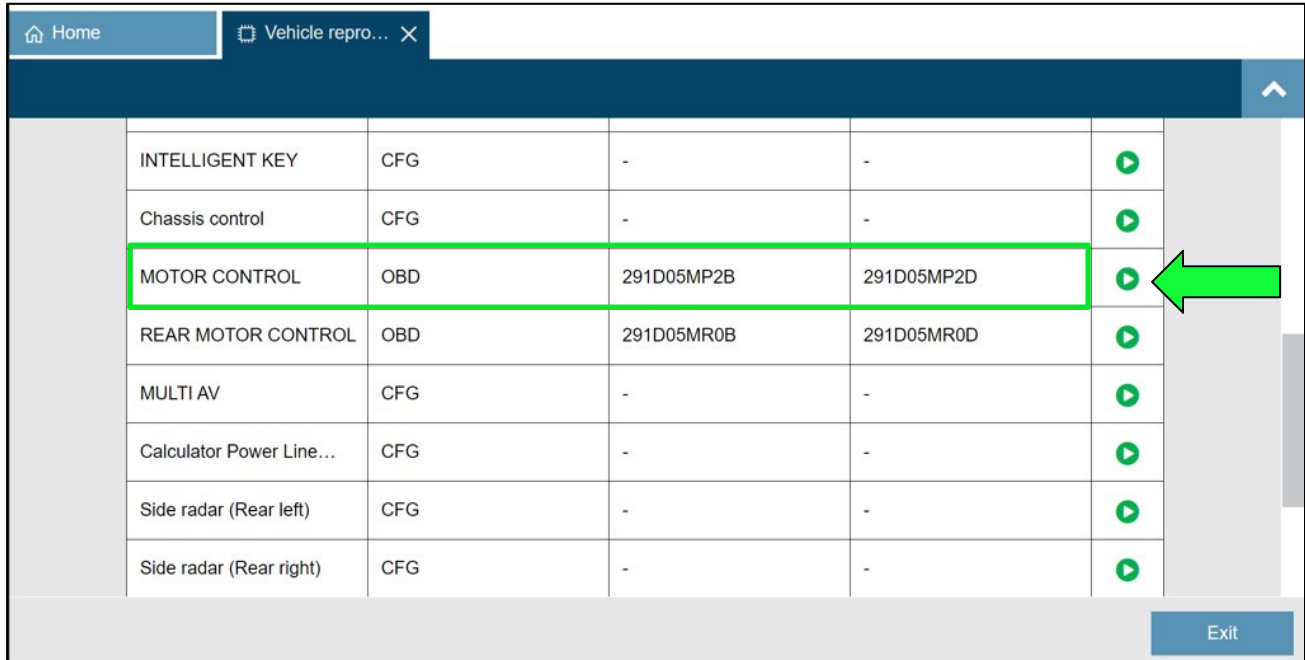 Home
Vehicle repro...
INTELLIGENT KEY CFG - -
Chassis control CFG - -
MOTOR CONTROL OBD 291D05MP2B 291D05MP2D
REAR MOTOR CONTROL OBD 291D05MR0B 291D05MR0D
MULTI AV CFG - -
Calculator Power Line... CFG - -
Side radar (Rear left) CFG - -
Side radar (Rear right) CFG - -
Exit